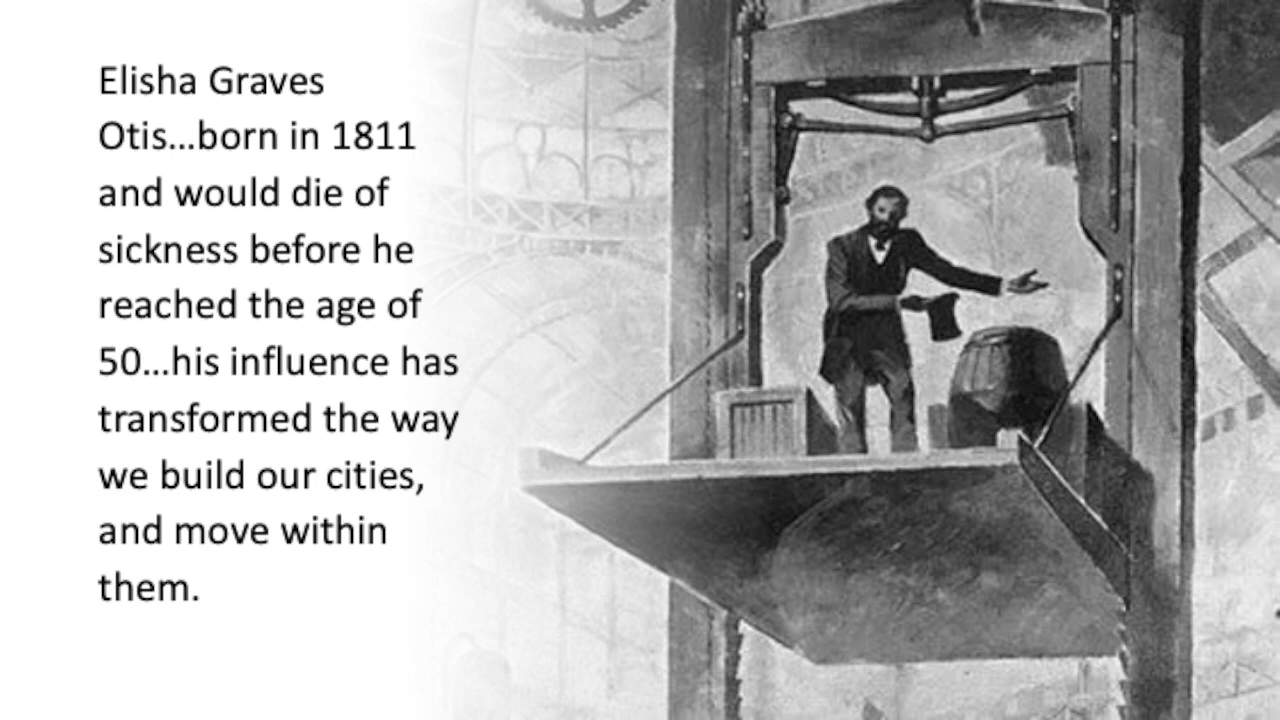 Elisha Graves
Otis...born in 1811
and would die of
sickness before he
reached the age of
50...his influence has
transformed the way
we build our cities,
and move within
them.